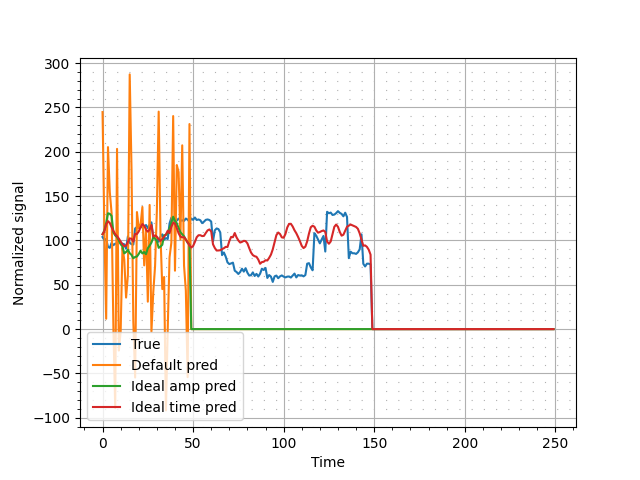 300
250
200
150
100
50
0
−50
−100
Normalized signal
True
Default pred
Ideal amp pred
Ideal time pred
0 50 100 150 200 250
Time